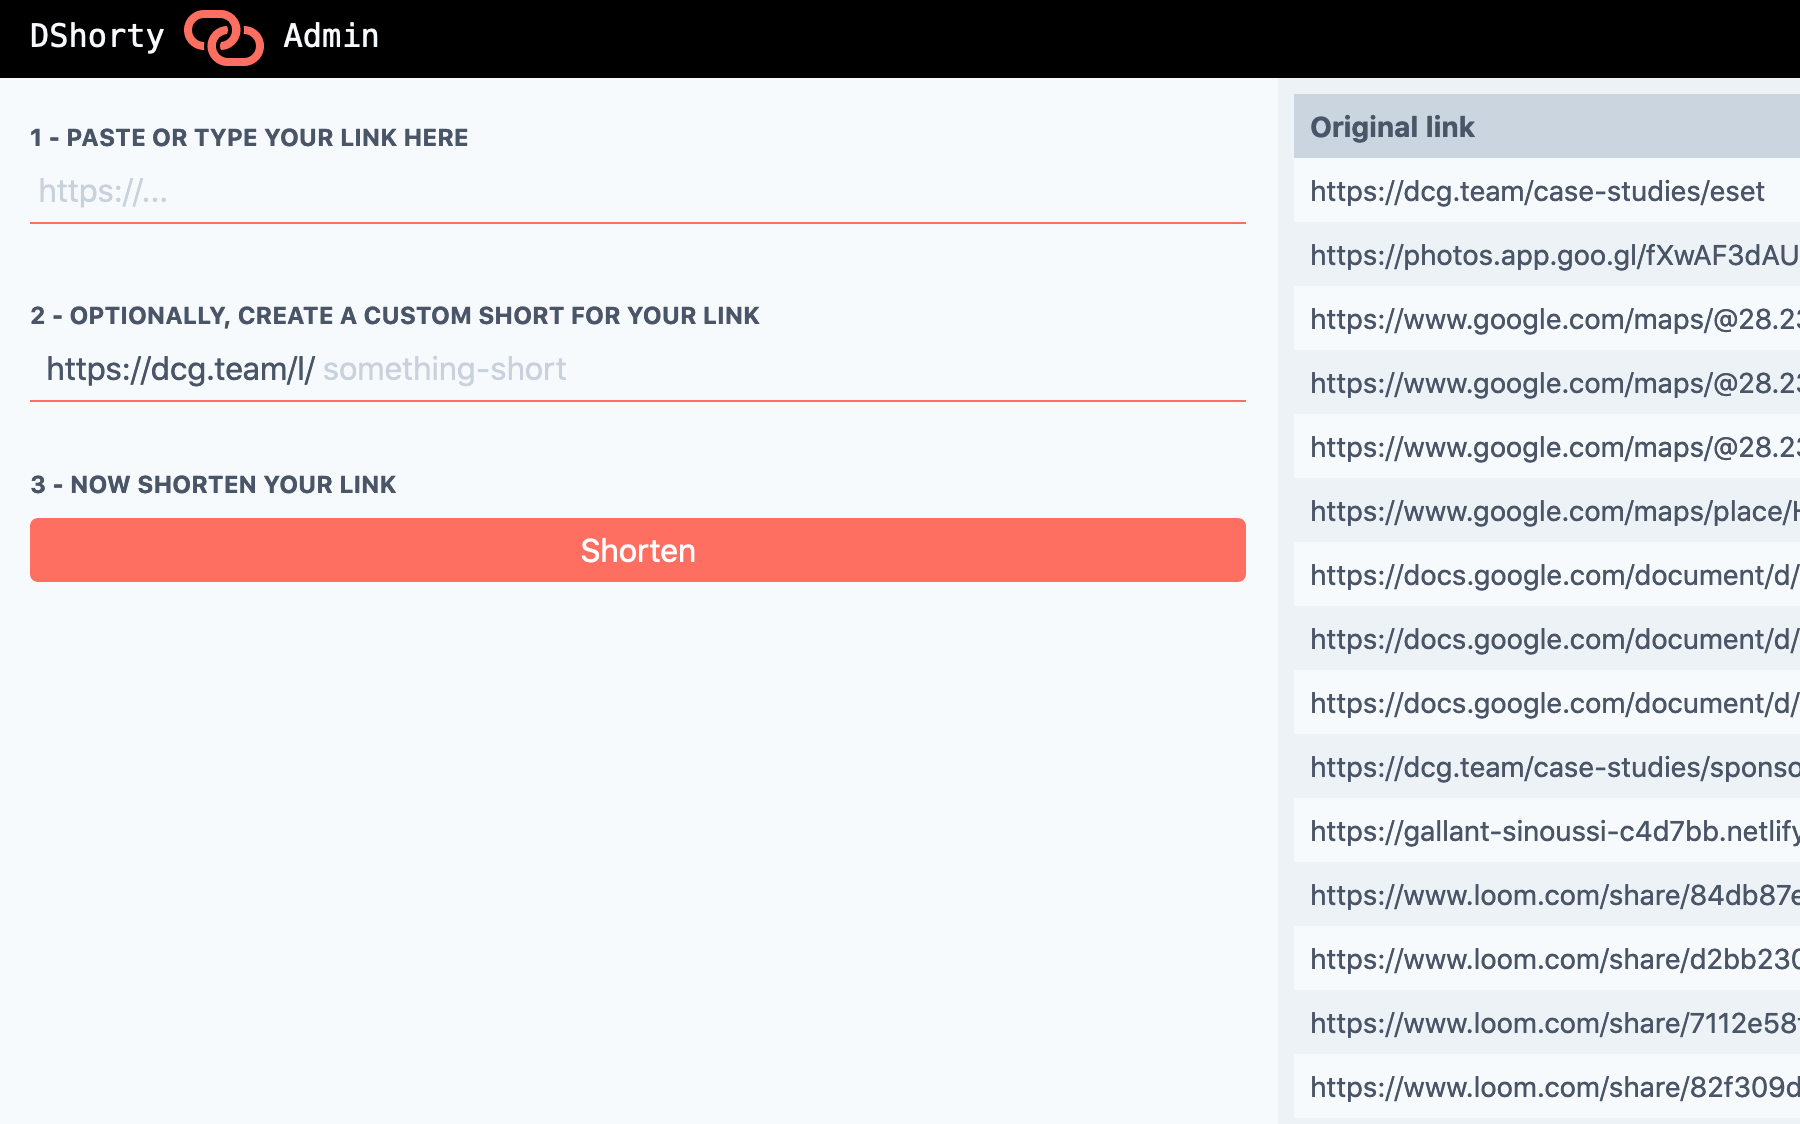 DShorty Admin
1 - PASTE OR TYPE YOUR LINK HERE
https://...
2 - OPTIONALLY, CREATE A CUSTOM SHORT FOR YOUR LINK
https://dcg.team/l/ something-short
3 - NOW SHORTEN YOUR LINK
Shorten
Original link
https://dcg.team/case-studies/eset
https://photos.app.goo.gl/fXwAF3dAU
https://www.google.com/maps/@28.23
https://www.google.com/maps/@28.23
https://www.google.com/maps/@28.23
https://www.google.com/maps/place/H
https://docs.google.com/document/d/
https://docs.google.com/document/d/
https://docs.google.com/document/d/
https://dcg.team/case-studies/sponso
https://gallant-sinoussi-c4d7bb.netlify
https://www.loom.com/share/84db87e
https://www.loom.com/share/d2bb230
https://www.loom.com/share/7112e58f
https://www.loom.com/share/82f309d